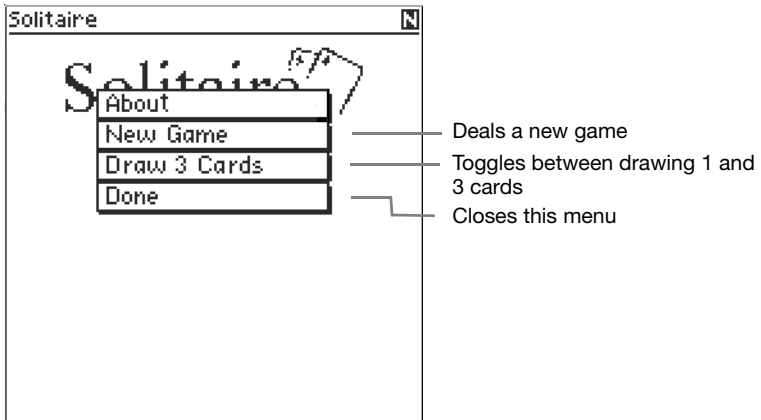 Solitaire N
Solitaire
About
New Game
Draw 3 Cards
Done
Deals a new game
Toggles between drawing 1 and
3 cards
Closes this menu